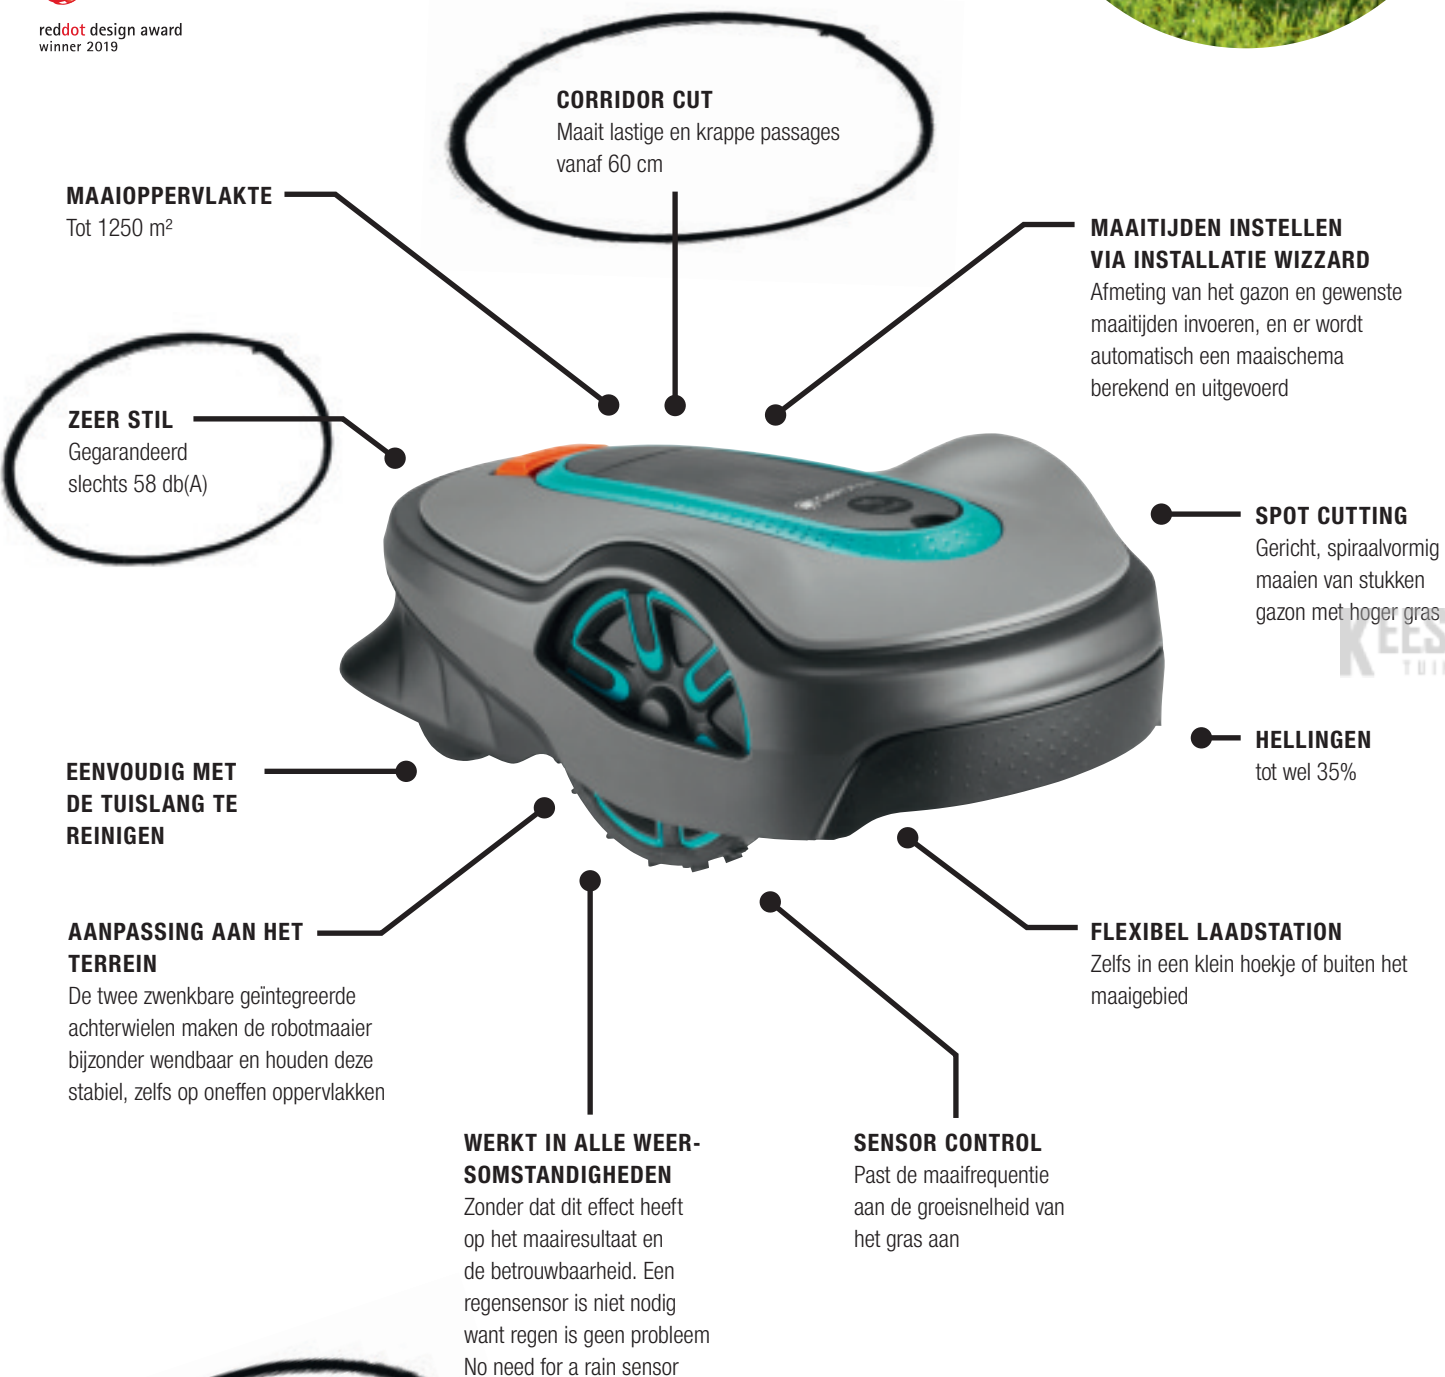 reddot design award
winner 2019
CORRIDOR CUT
Maait lastige en krappe passages
vanaf 60 cm
MAAIOPPERVLAKTE
Tot 1250 m²
MAAITIJDEN INSTELLEN
VIA INSTALLATIE WIZZARD
Afmeting van het gazon en gewenste
maaitijden invoeren, en er wordt
automatisch een maaischema
berekend en uitgevoerd
ZEER STIL
Gegarandeerd
slechts 58 db(A)
SPOT CUTTING
Gericht, spiraalvormig
maaien van stukken
gazon met hoger gras
HELLINGEN
tot wel 35%
EENVOUDIG MET
DE TUISLANG TE
REINIGEN
AANPASSING AAN HET
TERREIN
De twee zwenkbare geïntegreerde
achterwielen maken de robotmaaier
bijzonder wendbaar en houden deze
stabiel, zelfs op oneffen oppervlakken
FLEXIBEL LAADSTATION
Zelfs in een klein hoekje of buiten het
maaigebied
WERKT IN ALLE WEER-
SOMSTANDIGHEDEN
Zonder dat dit effect heeft
op het maairesultaat en
de betrouwbaarheid. Een
regensensor is niet nodig
want regen is geen probleem
No need for a rain sensor
SENSOR CONTROL
Past de maaifrequentie
aan de groeisnelheid van
het gras aan